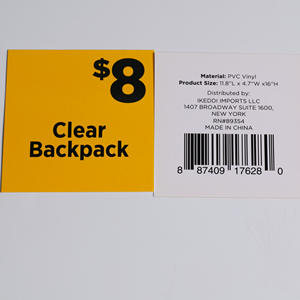 $8
Clear
Backpack
Material: PVC Vinyl
Product Size: 11.8"L x 4.7"W x16"H
Distributed by:
IKEDDI IMPORTS LLC
1407 BROADWAY SUITE 1600,
NEW YORK
RN#89354
MADE IN CHINA
8 87409 17628 0